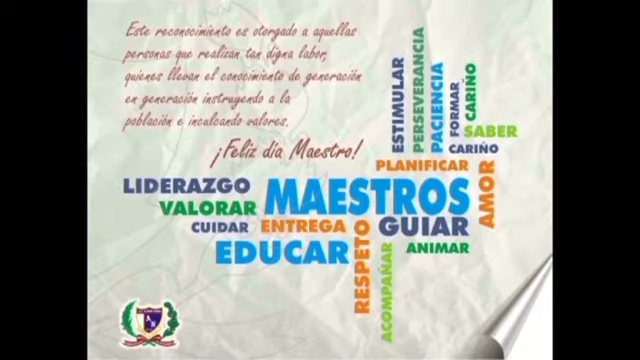 Este reconocimiento es otorgado a aquellas
personas que realizan tan digna labor,
quienes llevan el conocimiento de generación
en generación instruyendo a la
población e inculcando valores.
¡Feliz día Maestro!
ESTIMULAR
PERSEVERANCIA
PACIENCIA
FORMAR
CARIÑO
SABER
CARIÑO
PLANIFICAR
LIDERAZGO
MAESTROS
AMOR
VALORAR
CUIDAR
ENTREGA
GUIAR
EDUCAR
RESPETO
ACOMPAÑAR
ANIMAR